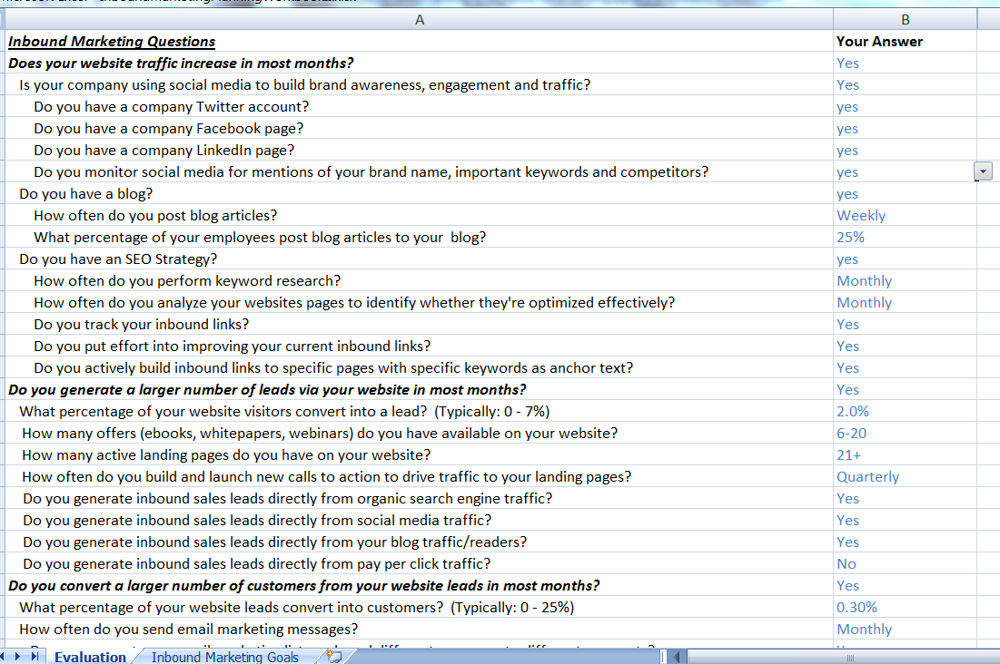 A B
Inbound Marketing Questions Your Answer
Does your website traffic increase in most months? Yes
Is your company using social media to build brand awareness, engagement and traffic? Yes
Do you have a company Twitter account? yes
Do you have a company Facebook page? yes
Do you have a company LinkedIn page? yes
Do you monitor social media for mentions of your brand name, important keywords and competitors? yes
Do you have a blog? yes
How often do you post blog articles? Weekly
What percentage of your employees post blog articles to your  blog? 25%
Do you have an SEO Strategy? yes
How often do you perform keyword research? Monthly
How often do you analyze your websites pages to identify whether they're optimized effectively? Monthly
Do you track your inbound links? Yes
Do you put effort into improving your current inbound links? Yes
Do you actively build inbound links to specific pages with specific keywords as anchor text? Yes
Do you generate a larger number of leads via your website in most months? Yes
What percentage of your website visitors convert into a lead?  (Typically: 0 - 7%) 2.0%
How many offers (ebooks, whitepapers, webinars) do you have available on your website? 6-20
How many active landing pages do you have on your website? 21+
How often do you build and launch new calls to action to drive traffic to your landing pages? Quarterly
Do you generate inbound sales leads directly from organic search engine traffic? Yes
Do you generate inbound sales leads directly from social media traffic? Yes
Do you generate inbound sales leads directly from your blog traffic/readers? Yes
Do you generate inbound sales leads directly from pay per click traffic? No
Do you convert a larger number of customers from your website leads in most months? Yes
What percentage of your website leads convert into customers?  (Typically: 0 - 25%) 0.30%
How often do you send email marketing messages? Monthly
Evaluation Inbound Marketing Goals